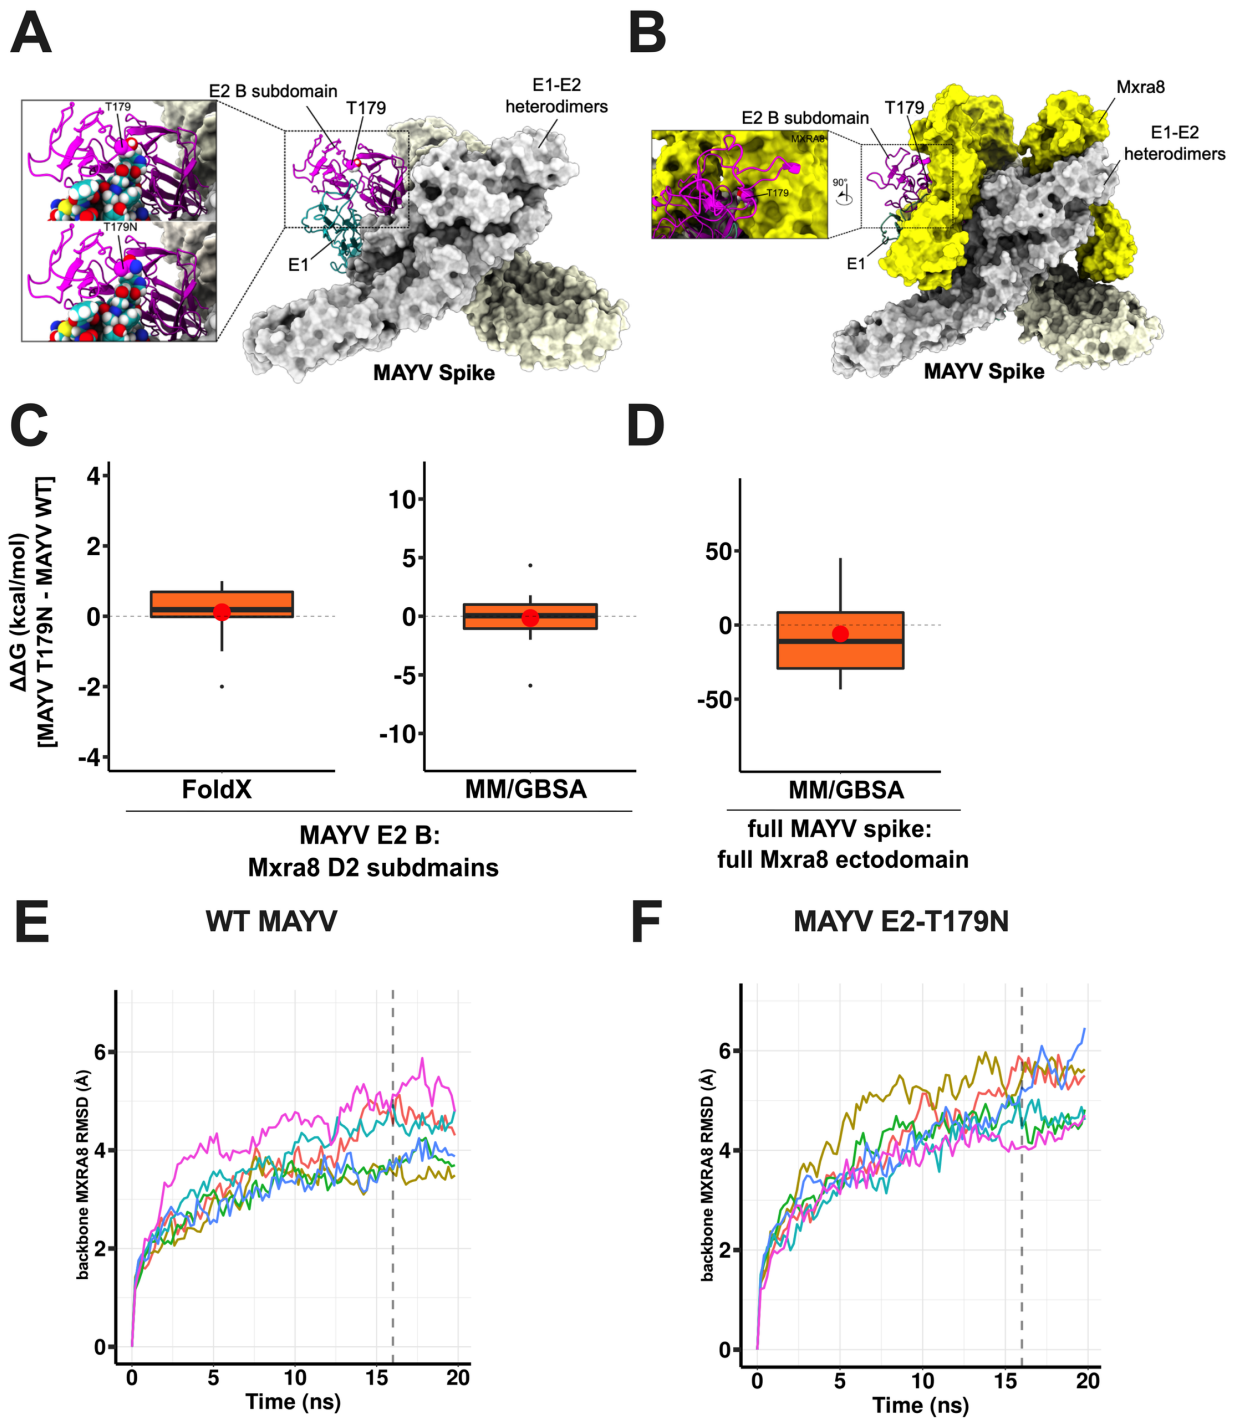 A
E2 B subdomain
T179
E1-E2
heterodimers
T179
T179N
E1
MAYV Spike
B
Mxra8
E2 B subdomain
T179
E1-E2
heterodimers
MXRA8
T179
90°
E1
MAYV Spike
C
ΔΔG (kcal/mol)
[MAYV T179N - MAYV WT]
4
2
0
-2
-4
FoldX
10
5
0
-5
-10
MM/GBSA
MAYV E2 B:
Mxra8 D2 subdmains
D
50
0
-50
MM/GBSA
full MAYV spike:
full Mxra8 ectodomain
E
WT MAYV
backbone MXRA8 RMSD (Å)
6
4
2
0
0 5 10 15 20
Time (ns)
F
MAYV E2-T179N
backbone MXRA8 RMSD (Å)
6
4
2
0
0 5 10 15 20
Time (ns)